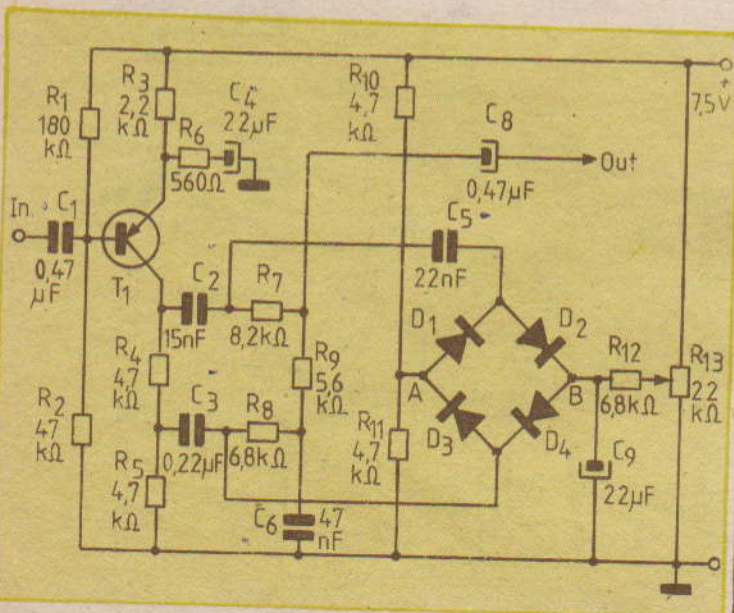 R1
180
kΩ
R3
2,2
kΩ
C4
22µF
R6
560Ω
R10
4,7
kΩ
C8
0,47µF
Out
+
7,5V
In
C1
0,47
µF
T1
C2
15nF
R7
8,2kΩ
C5
22nF
D1
D2
R12
6,8kΩ
R13
22
kΩ
R4
4,7
kΩ
R9
5,6
kΩ
A
B
R2
47
kΩ
C3
0,22µF
R8
6,8kΩ
R11
4,7
kΩ
D3
D4
R5
4,7
kΩ
C6
47
nF
C9
22µF